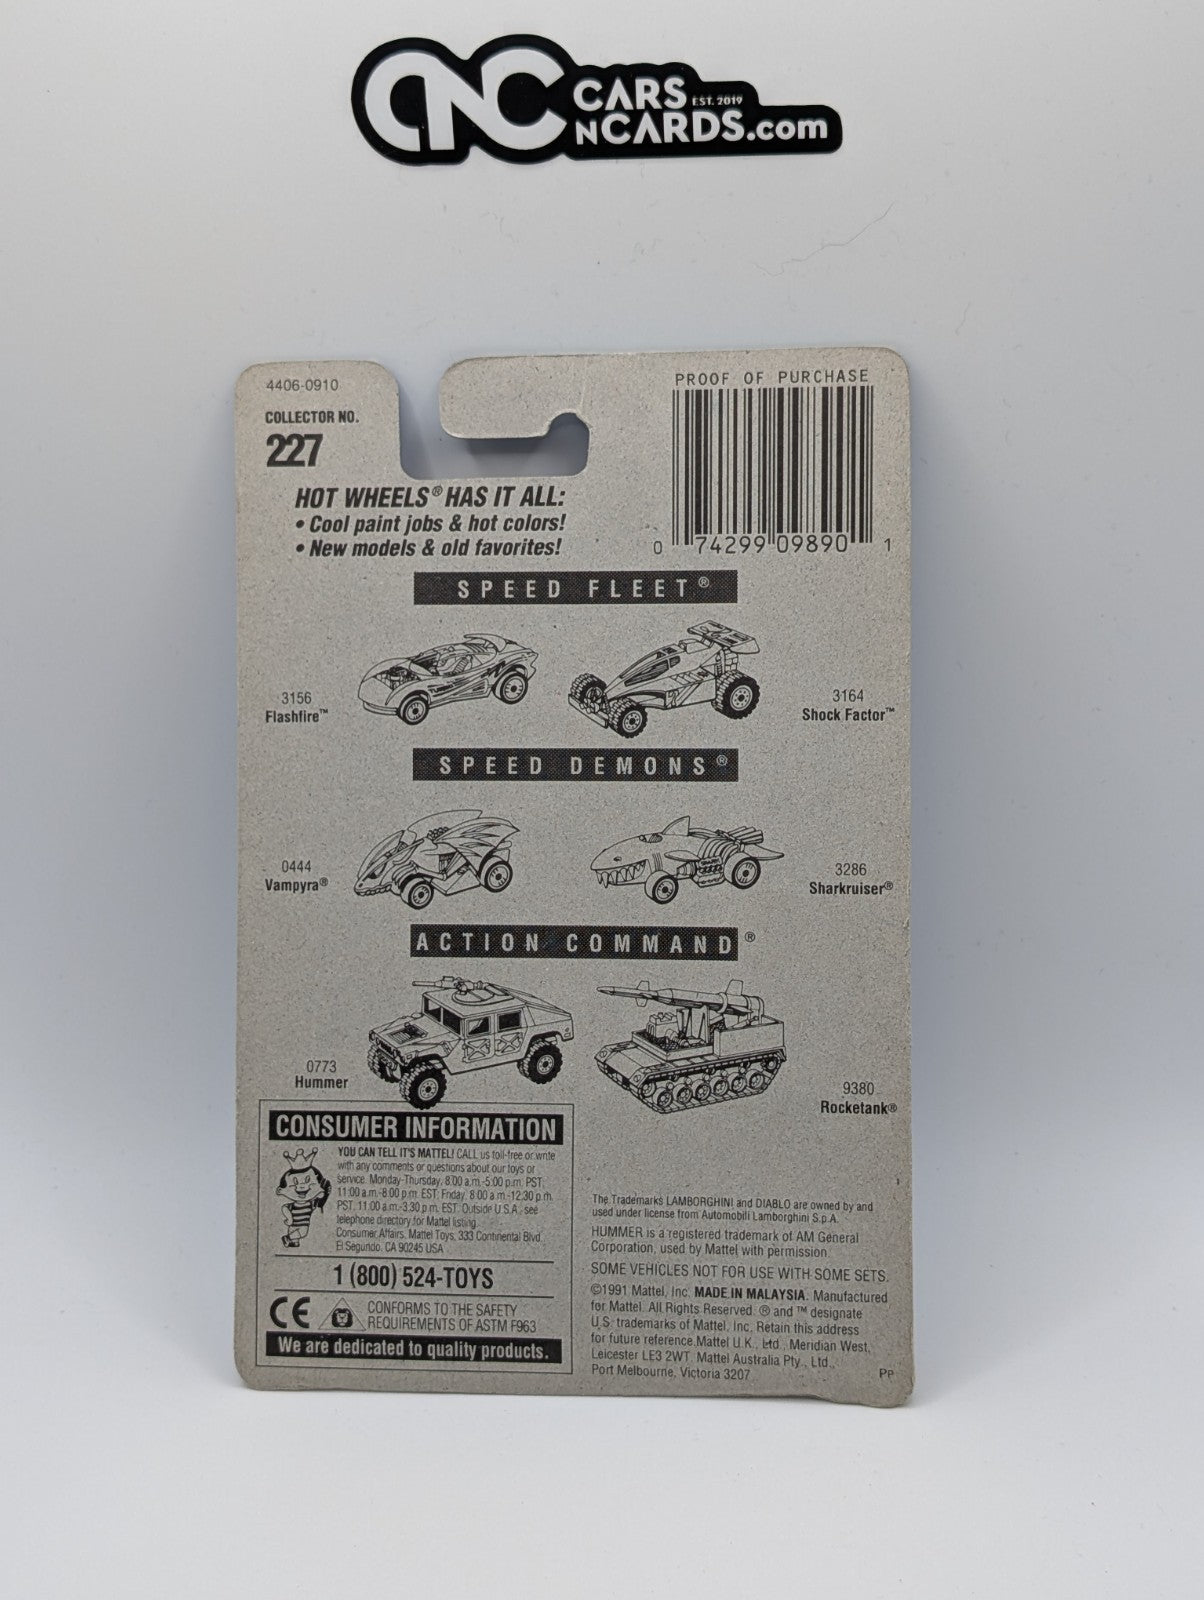 CNC CARS EST. 2019
NCARDS.com
4406-0910
COLLECTOR NO.
227
PROOF OF PURCHASE
0 74299 09890 1
HOT WHEELS® HAS IT ALL:
• Cool paint jobs & hot colors!
• New models & old favorites!
SPEED FLEET®
3156
Flashfire™
3164
Shock Factor™
SPEED DEMONS®
0444
Vampyra®
3286
Sharkruiser®
ACTION COMMAND®
0773
Hummer
9380
Rocketank®
CONSUMER INFORMATION
YOU CAN TELL IT'S MATTEL! CALL us toll-free or write
with any comments or questions about our toys or
service. Monday-Thursday, 8:00 a.m.-5:00 p.m. PST,
11:00 a.m.-8:00 p.m. EST; Friday, 8:00 a.m.-12:30 p.m.
PST, 11:00 a.m.-3:30 p.m. EST. Outside U.S.A., see
telephone directory for Mattel listing.
Consumer Affairs, Mattel Toys, 333 Continental Blvd.,
El Segundo, CA 90245 USA
1 (800) 524-TOYS
CE CONFORMS TO THE SAFETY
REQUIREMENTS OF ASTM F963
We are dedicated to quality products.
The Trademarks LAMBORGHINI and DIABLO are owned by and
used under license from Automobili Lamborghini S.p.A.
HUMMER is a registered trademark of AM General
Corporation, used by Mattel with permission.
SOME VEHICLES NOT FOR USE WITH SOME SETS.
©1991 Mattel, Inc. MADE IN MALAYSIA. Manufactured
for Mattel. All Rights Reserved. ® and ™ designate
U.S. trademarks of Mattel, Inc. Retain this address
for future reference. Mattel U.K., Ltd., Meridian West,
Leicester LE3 2WT. Mattel Australia Pty., Ltd.,
Port Melbourne, Victoria 3207.
PP